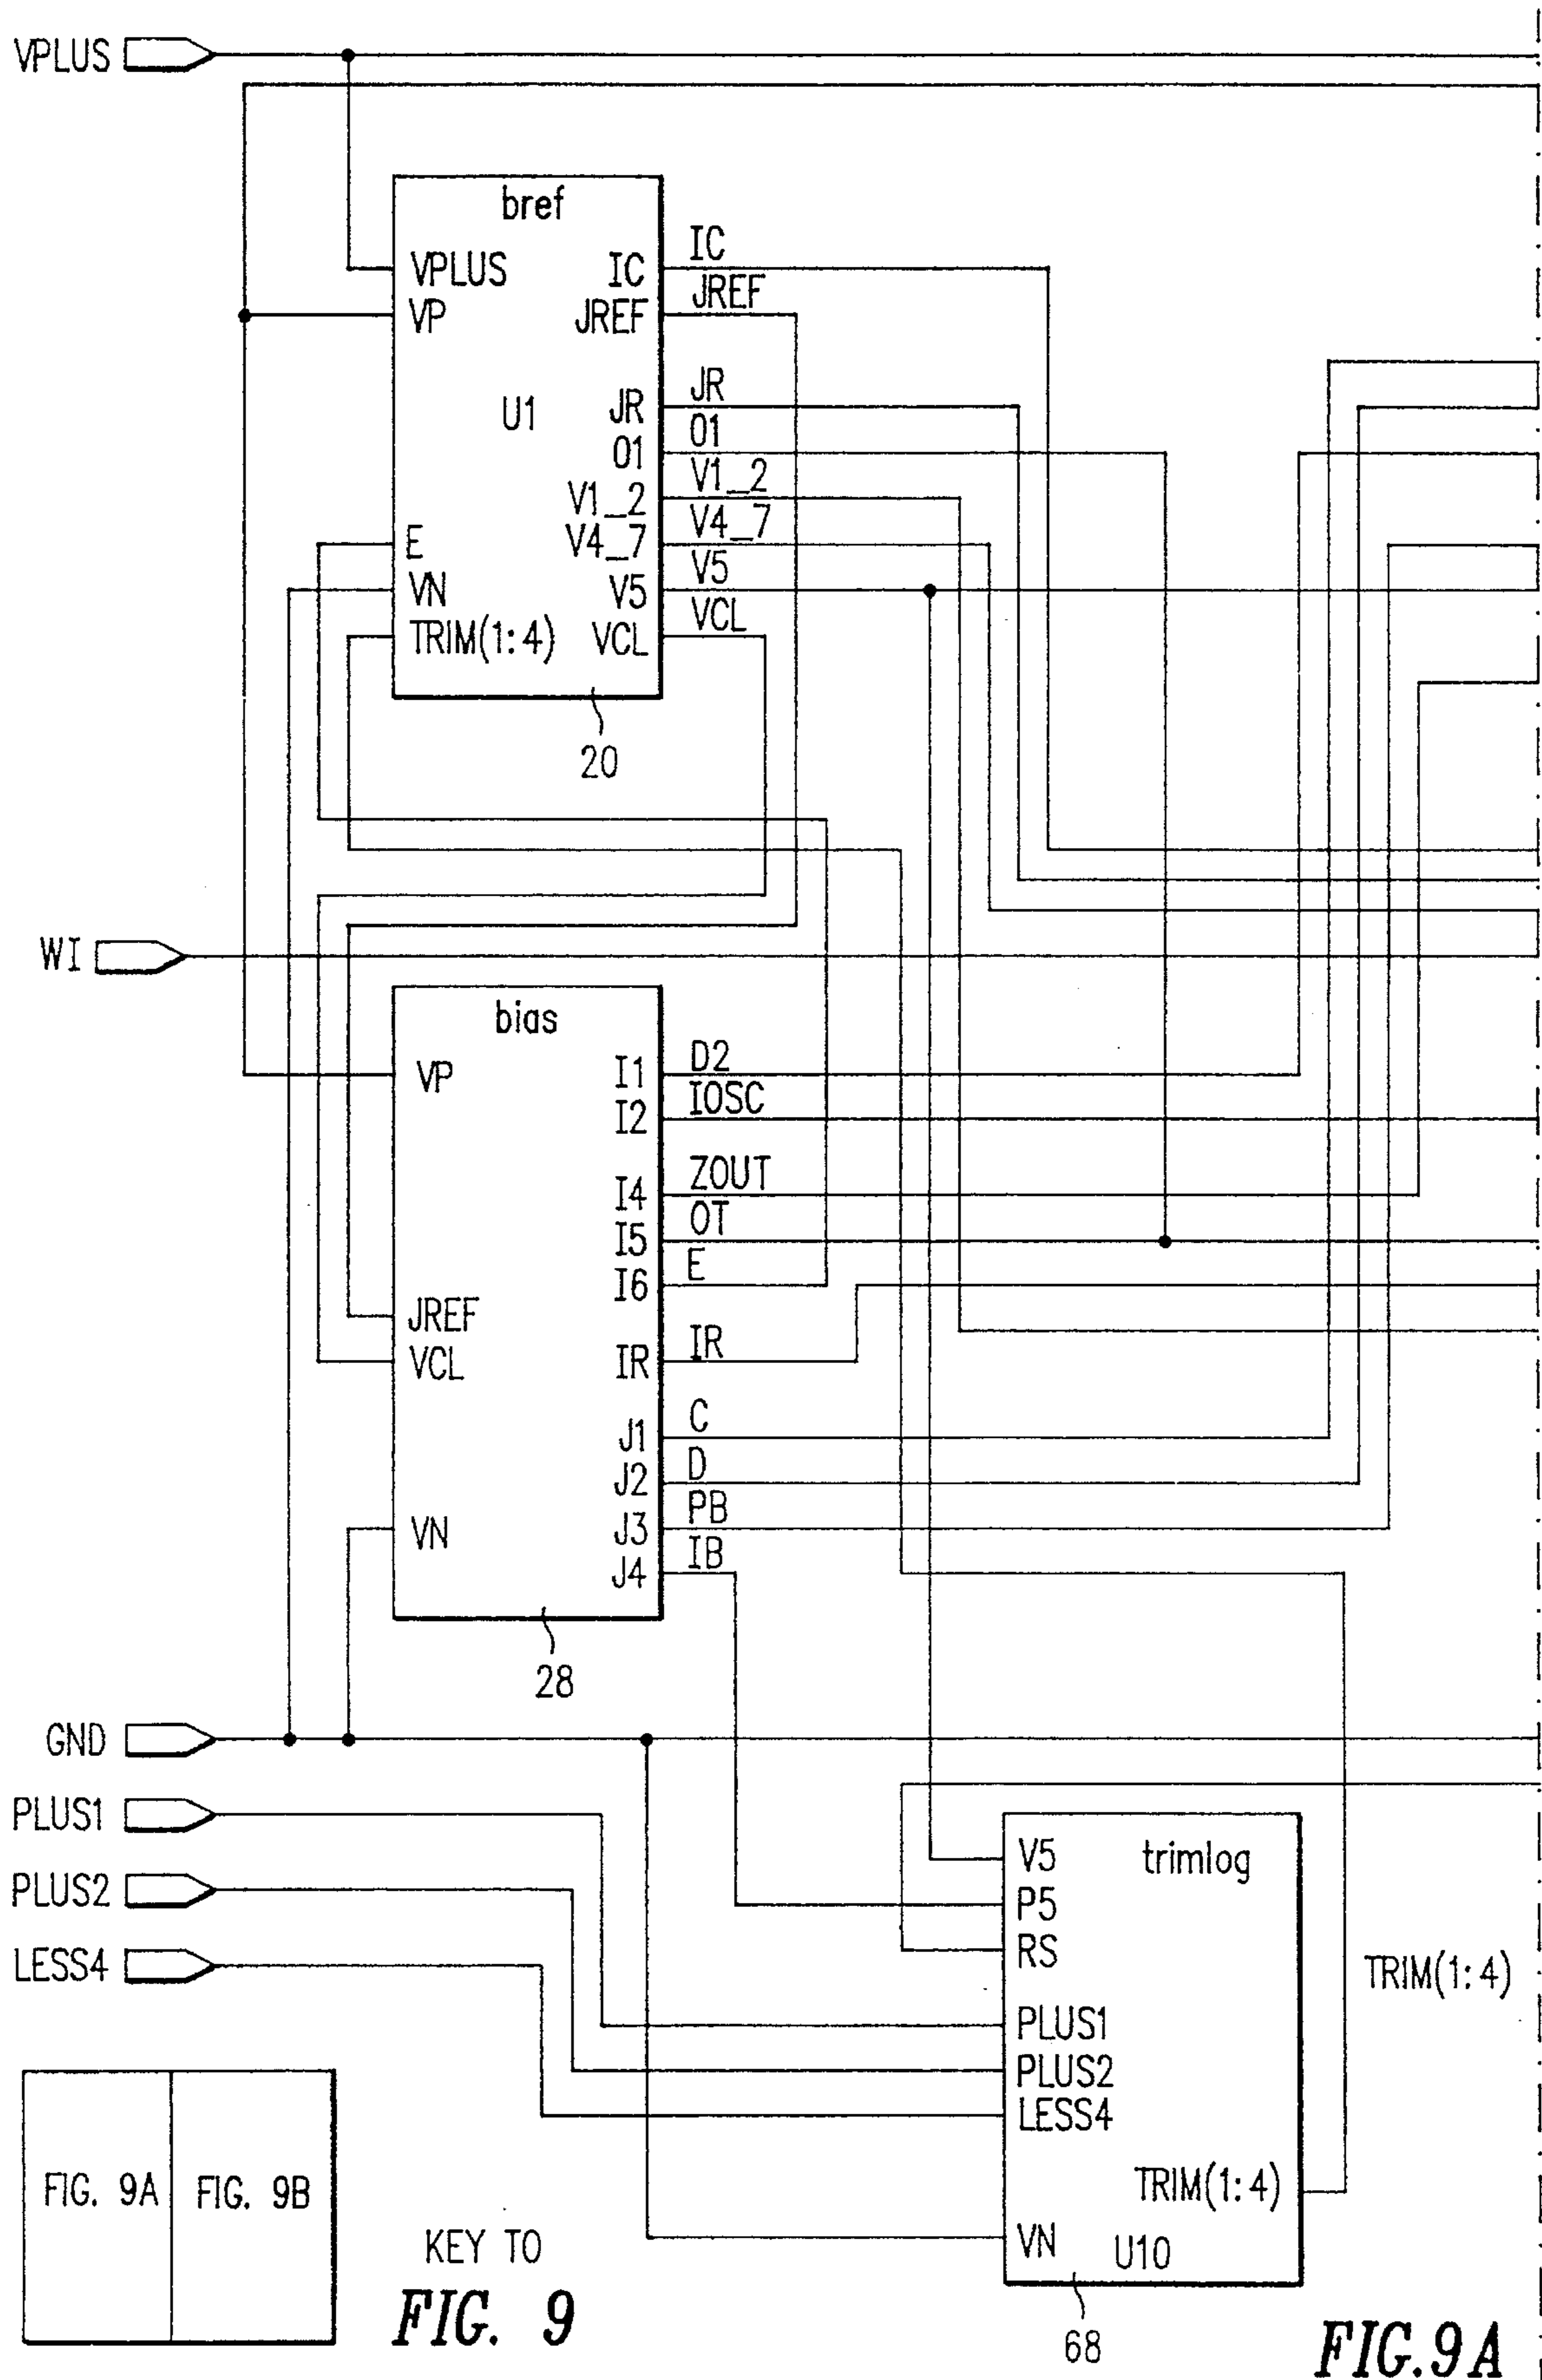 VPLUS
bref
VPLUS IC IC
VP JREF JREF
U1 JR JR
O1 O1
V1_2 V1_2
E V4_7 V4_7
VN V5 V5
TRIM(1:4) VCL VCL
20
WI
bias
VP I1 D2
I2 IOSC
I4 ZOUT
I5 OT
I6 E
JREF
VCL IR IR
J1 C
J2 D
VN J3 PB
J4 IB
28
GND
PLUS1
PLUS2
LESS4
V5 trimlog
P5
RS
TRIM(1:4)
PLUS1
PLUS2
LESS4
TRIM(1:4)
VN U10
68
FIG. 9A FIG. 9B
KEY TO
FIG. 9
FIG.9A